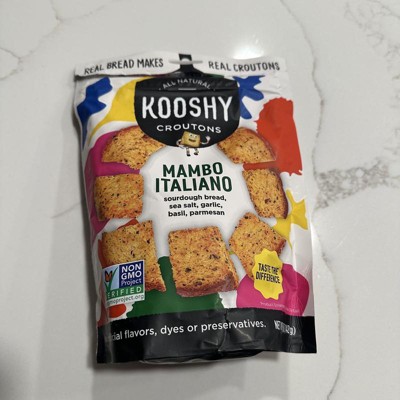 REAL BREAD MAKES REAL CROUTONS
ALL NATURAL
KOOSHY
CROUTONS
MAMBO
ITALIANO
sourdough bread,
sea salt, garlic,
basil, parmesan
TASTE THE
DIFFERENCE
NON
GMO
Project
VERIFIED
cial flavors, dyes or preservatives.